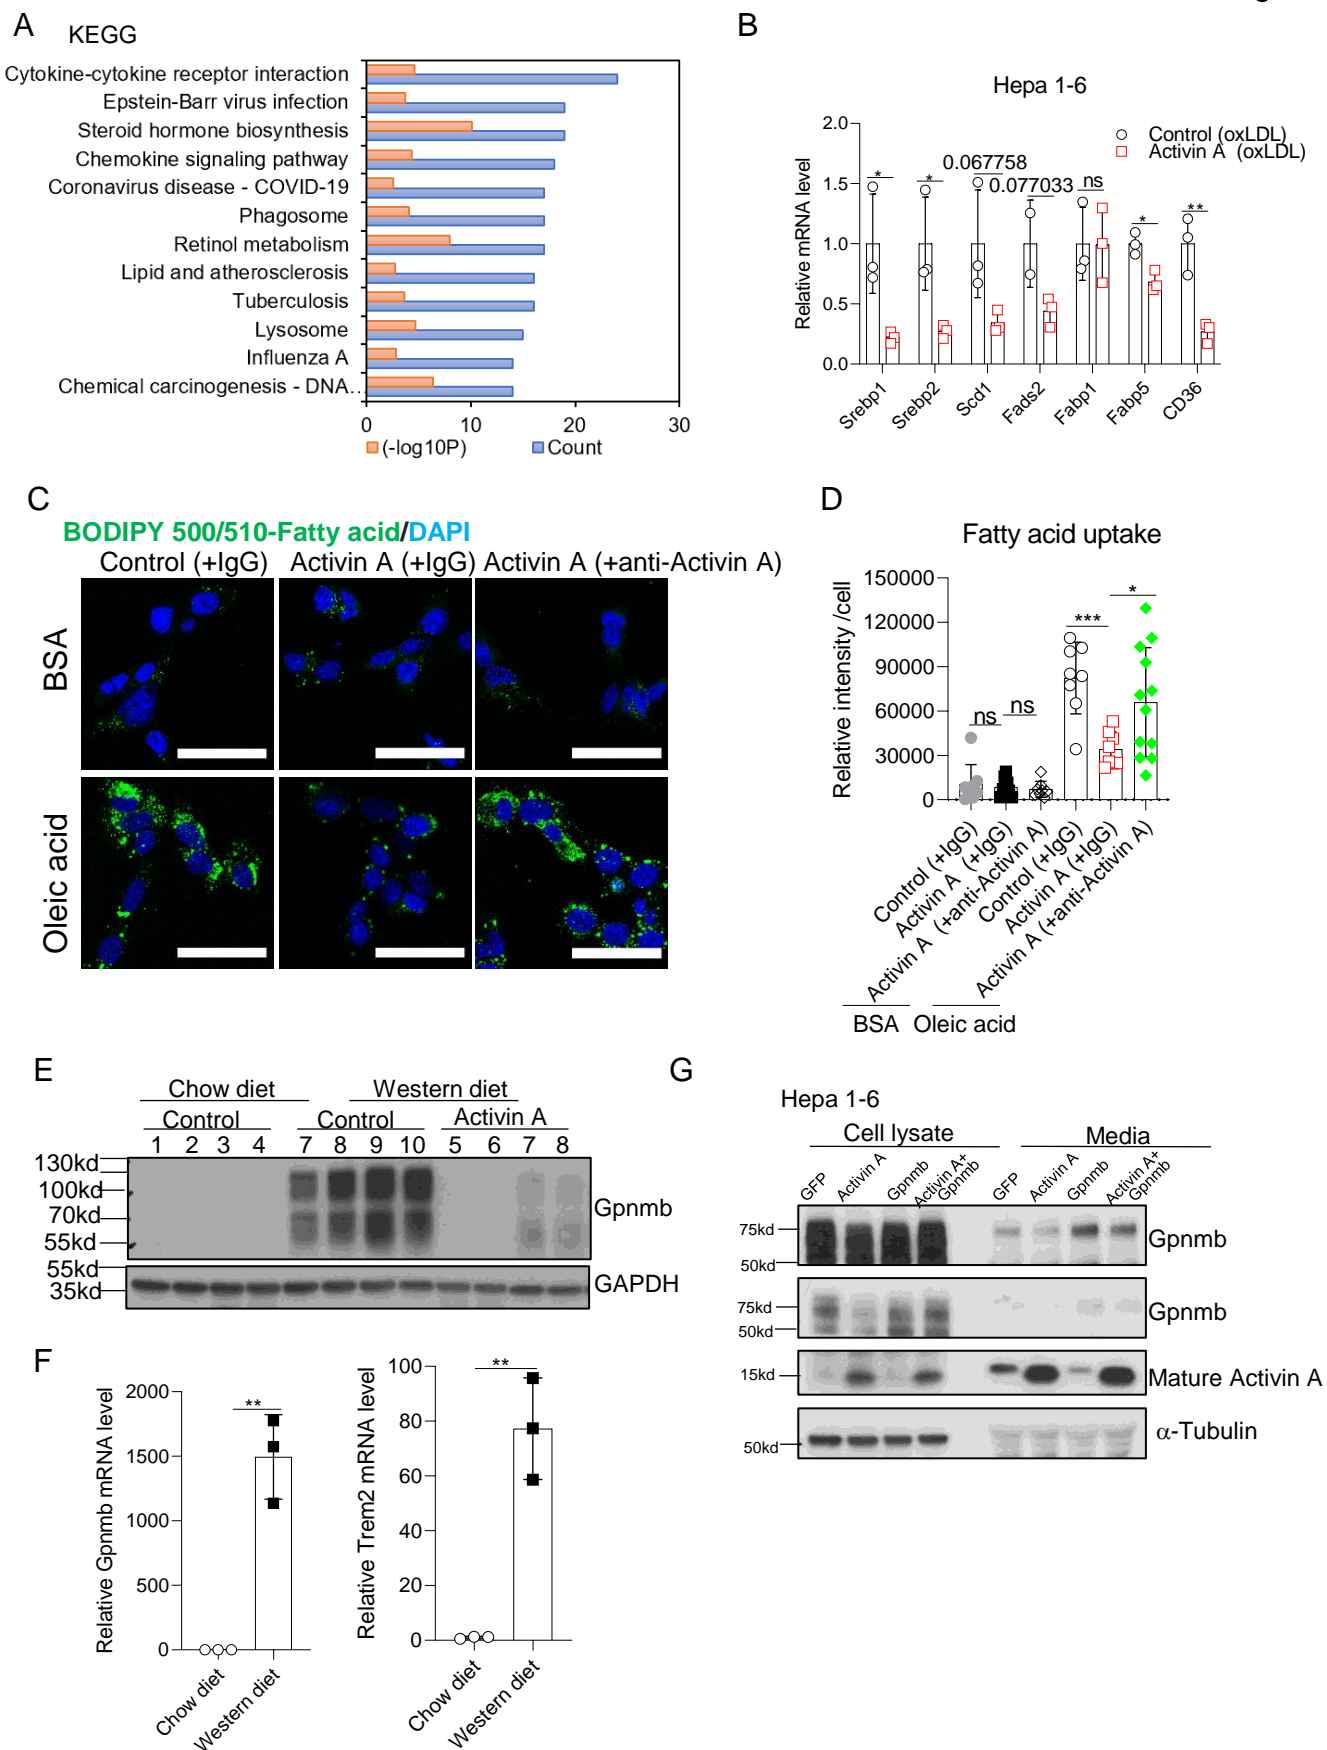 A
KEGG
Cytokine-cytokine receptor interaction
Epstein-Barr virus infection
Steroid hormone biosynthesis
Chemokine signaling pathway
Coronavirus disease - COVID-19
Phagosome
Retinol metabolism
Lipid and atherosclerosis
Tuberculosis
Lysosome
Influenza A
Chemical carcinogenesis - DNA…
0 10 20 30
(-log10P) Count
B
Hepa 1-6
Control (oxLDL)
Activin A (oxLDL)
Relative mRNA level
2.0
1.5
1.0
0.5
0.0
* * 0.067758 0.077033 ns * **
Srebp1 Srebp2 Scd1 Fads2 Fabp1 Fabp5 CD36
C
BODIPY 500/510-Fatty acid/DAPI
Control (+IgG) Activin A (+IgG) Activin A (+anti-Activin A)
BSA
Oleic acid
D
Fatty acid uptake
Relative intensity /cell
150000
120000
90000
60000
30000
0
ns ns *** *
Control (+IgG)
Activin A (+IgG)
Activin A (+anti-Activin A)
Control (+IgG)
Activin A (+IgG)
Activin A (+anti-Activin A)
BSA Oleic acid
E
Chow diet Western diet
Control Control Activin A
1 2 3 4 7 8 9 10 5 6 7 8
130kd
100kd
70kd
55kd
Gpnmb
55kd
35kd
GAPDH
F
Relative Gpnmb mRNA level
2000
1500
1000
500
0
**
Chow diet Western diet
Relative Trem2 mRNA level
100
80
60
40
20
0
**
Chow diet Western diet
G
Hepa 1-6
Cell lysate Media
GFP Activin A Gpnmb Activin A+ Gpnmb GFP Activin A Gpnmb Activin A+ Gpnmb
75kd
50kd
Gpnmb
75kd
50kd
Gpnmb
15kd
Mature Activin A
50kd
α-Tubulin